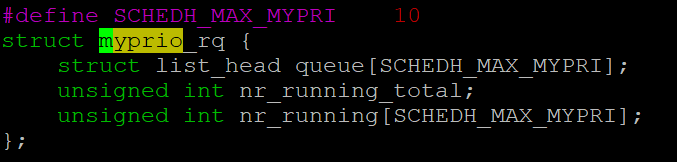 #define SCHEDH_MAX_MYPRI    10
struct myprio_rq {
    struct list_head queue[SCHEDH_MAX_MYPRI];
    unsigned int nr_running_total;
    unsigned int nr_running[SCHEDH_MAX_MYPRI];
};